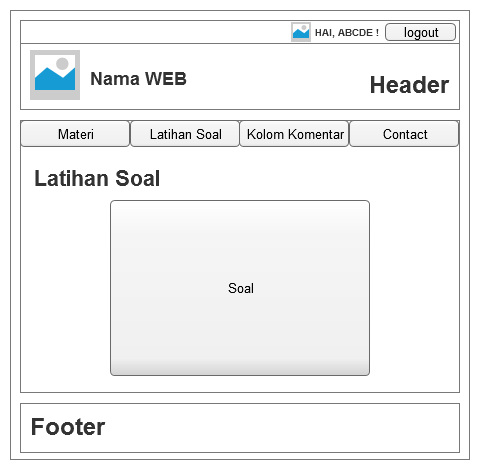 HAI, ABCDE !
logout
Nama WEB
Header
Materi
Latihan Soal
Kolom Komentar
Contact
Latihan Soal
Soal
Footer